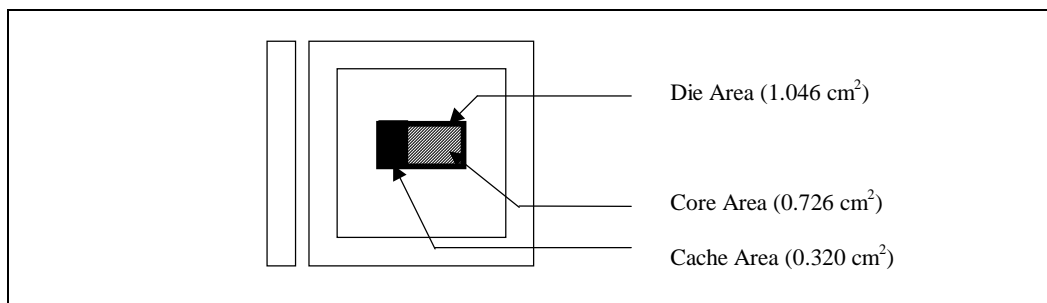 Die Area (1.046 cm²)
Core Area (0.726 cm²)
Cache Area (0.320 cm²)